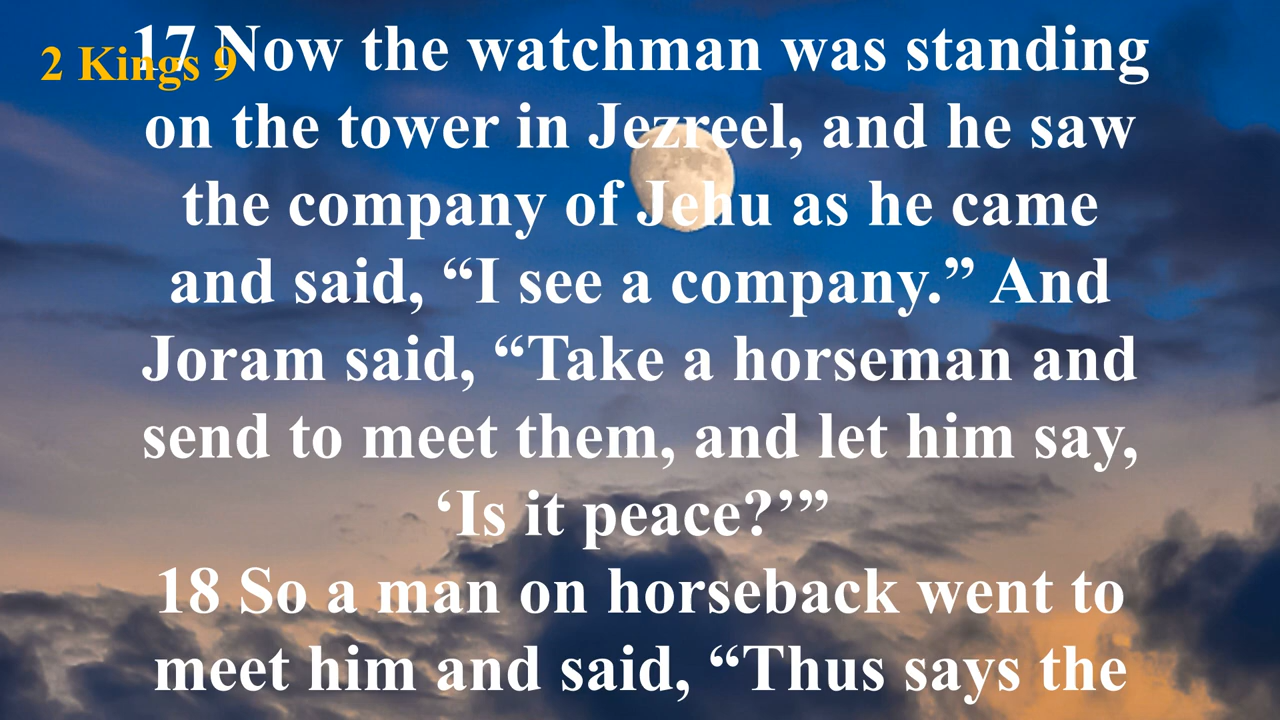 2 Kings 9
17 Now the watchman was standing
on the tower in Jezreel, and he saw
the company of Jehu as he came
and said, “I see a company.” And
Joram said, “Take a horseman and
send to meet them, and let him say,
‘Is it peace?’”
18 So a man on horseback went to
meet him and said, “Thus says the